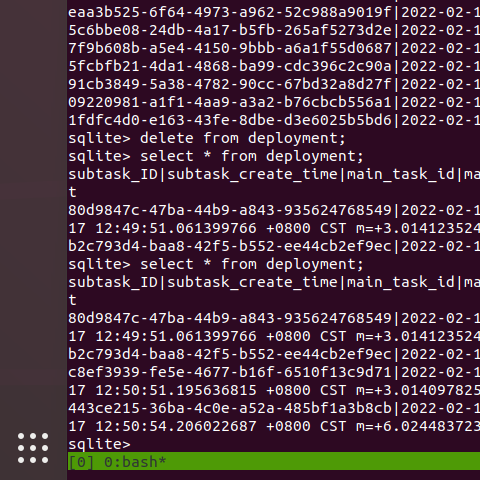 eaa3b525-6f64-4973-a962-52c988a9019f|2022-02-1
5c6bbe08-24db-4a17-b5fb-265af5273d2e|2022-02-1
7f9b608b-a5e4-4150-9bbb-a6a1f55d0687|2022-02-1
5fcbfb21-4da1-4868-ba99-cdc396c2c90a|2022-02-1
91cb3849-5a38-4782-90cc-67bd32a8d27f|2022-02-1
09220981-a1f1-4aa9-a3a2-b76cbcb556a1|2022-02-1
1fdfc4d0-e163-43fe-8dbe-d3e6025b5bd6|2022-02-1
sqlite> delete from deployment;
sqlite> select * from deployment;
subtask_ID|subtask_create_time|main_task_id|ma
t
80d9847c-47ba-44b9-a843-935624768549|2022-02-1
17 12:49:51.061399766 +0800 CST m=+3.014123524
b2c793d4-baa8-42f5-b552-ee44cb2ef9ec|2022-02-1
sqlite> select * from deployment;
subtask_ID|subtask_create_time|main_task_id|ma
t
80d9847c-47ba-44b9-a843-935624768549|2022-02-1
17 12:49:51.061399766 +0800 CST m=+3.014123524
b2c793d4-baa8-42f5-b552-ee44cb2ef9ec|2022-02-1
c8ef3939-fe5e-4677-b16f-6510f13c9d71|2022-02-1
17 12:50:51.195636815 +0800 CST m=+3.014097825
443ce215-36ba-4c0e-a52a-485bf1a3b8cb|2022-02-1
17 12:50:54.206022687 +0800 CST m=+6.024483723
sqlite>
[0] 0:bash*